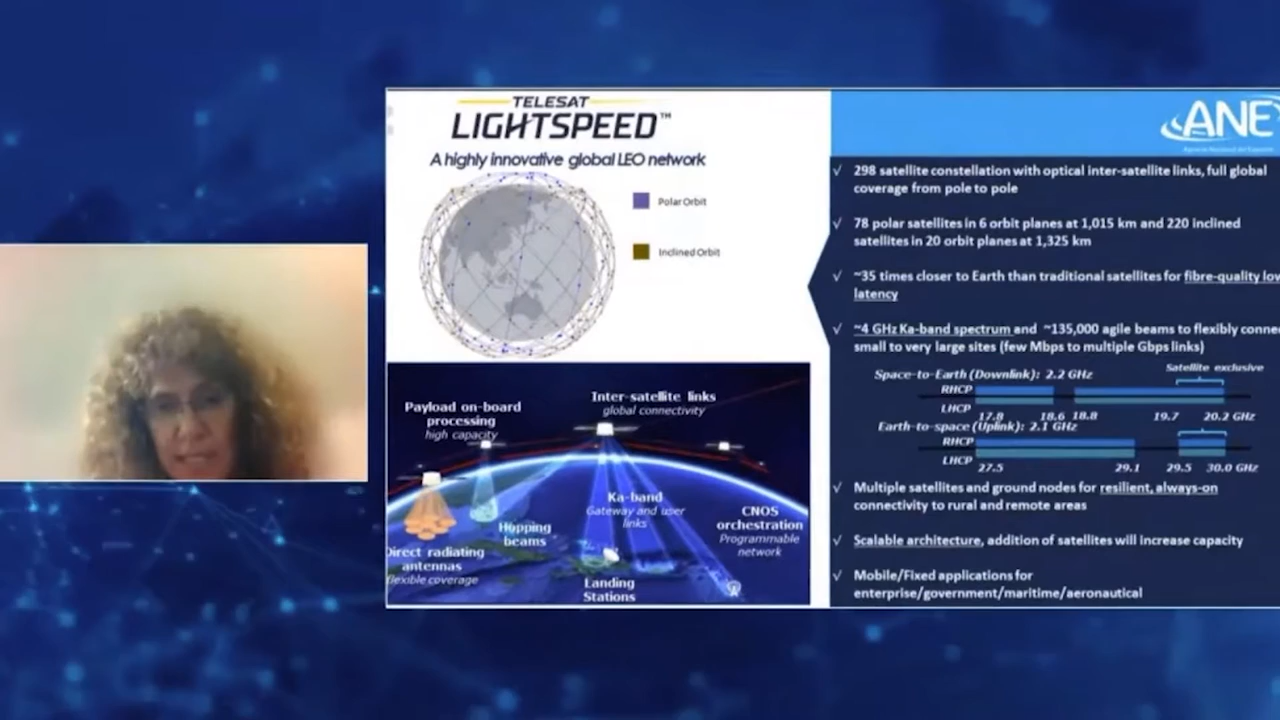 TELESAT
LIGHTSPEED™
A highly innovative global LEO network
Polar Orbit
Inclined Orbit
Payload on-board
processing
high capacity
Inter-satellite links
global connectivity
Ka-band
Gateway and user
links
CNOS
orchestration
Programmable
network
Hopping
beams
Direct radiating
antennas
flexible coverage
Landing
Stations
ANE
Agencia Nacional del Espectro
√ 298 satellite constellation with optical inter-satellite links, full global
coverage from pole to pole
√ 78 polar satellites in 6 orbit planes at 1,015 km and 220 inclined
satellites in 20 orbit planes at 1,325 km
√ ~35 times closer to Earth than traditional satellites for fibre-quality low
latency
√ ~4 GHz Ka-band spectrum and ~135,000 agile beams to flexibly connec
small to very large sites (few Mbps to multiple Gbps links)
Satellite exclusive
Space-to-Earth (Downlink): 2.2 GHz
RHCP
LHCP
17.8 18.6 18.8 19.7 20.2 GHz
Earth-to-space (Uplink): 2.1 GHz
RHCP
LHCP
27.5 29.1 29.5 30.0 GHz
√ Multiple satellites and ground nodes for resilient, always-on
connectivity to rural and remote areas
√ Scalable architecture, addition of satellites will increase capacity
√ Mobile/Fixed applications for
enterprise/government/maritime/aeronautical